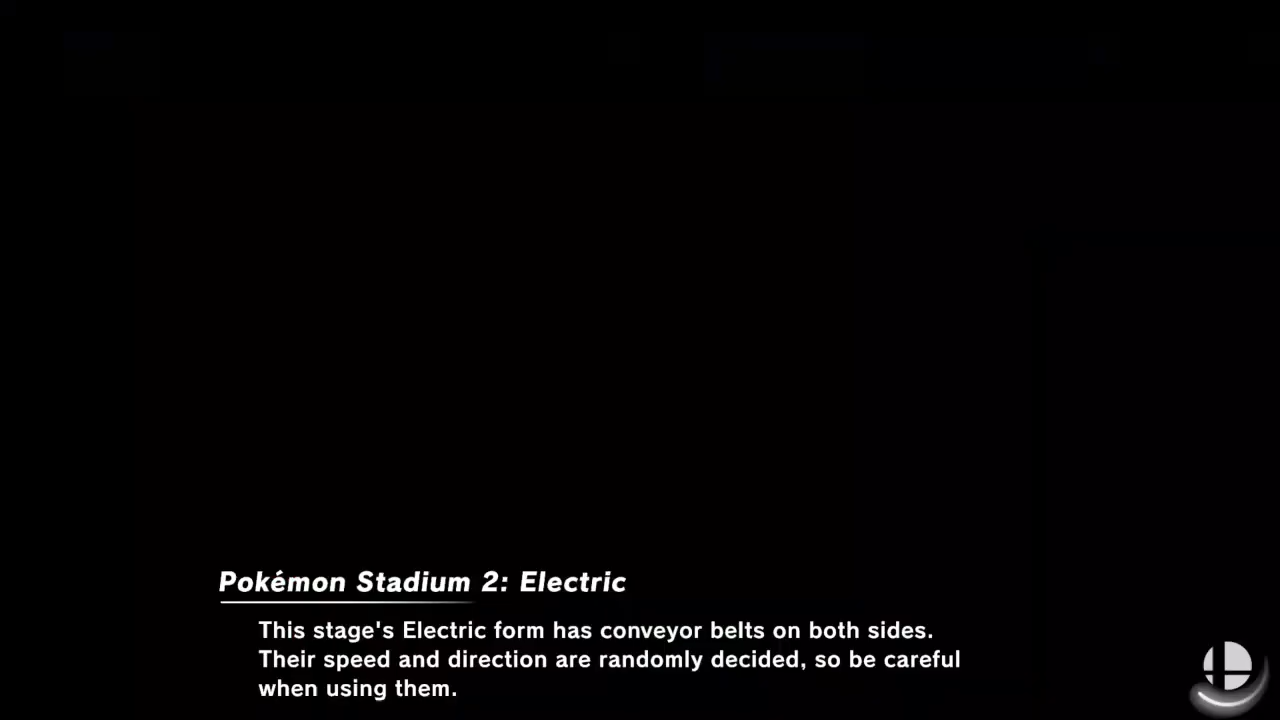 Pokémon Stadium 2: Electric
This stage's Electric form has conveyor belts on both sides.
Their speed and direction are randomly decided, so be careful
when using them.